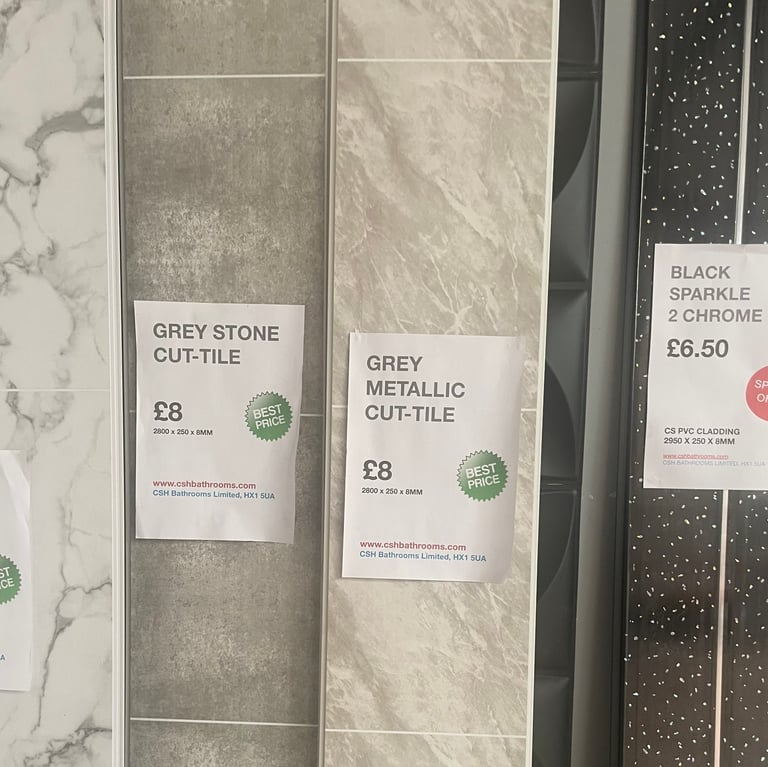 GREY STONE
CUT-TILE
£8
2800 x 250 x 8MM
BEST
PRICE
www.cshbathrooms.com
CSH Bathrooms Limited, HX1 5UA
GREY
METALLIC
CUT-TILE
£8
2800 x 250 x 8MM
BEST
PRICE
www.cshbathrooms.com
CSH Bathrooms Limited, HX1 5UA
BLACK
SPARKLE
2 CHROME
£6.50
CS PVC CLADDING
2950 X 250 X 8MM
www.cshbathrooms.com
CSH BATHROOMS LIMITED, HX1 5UA